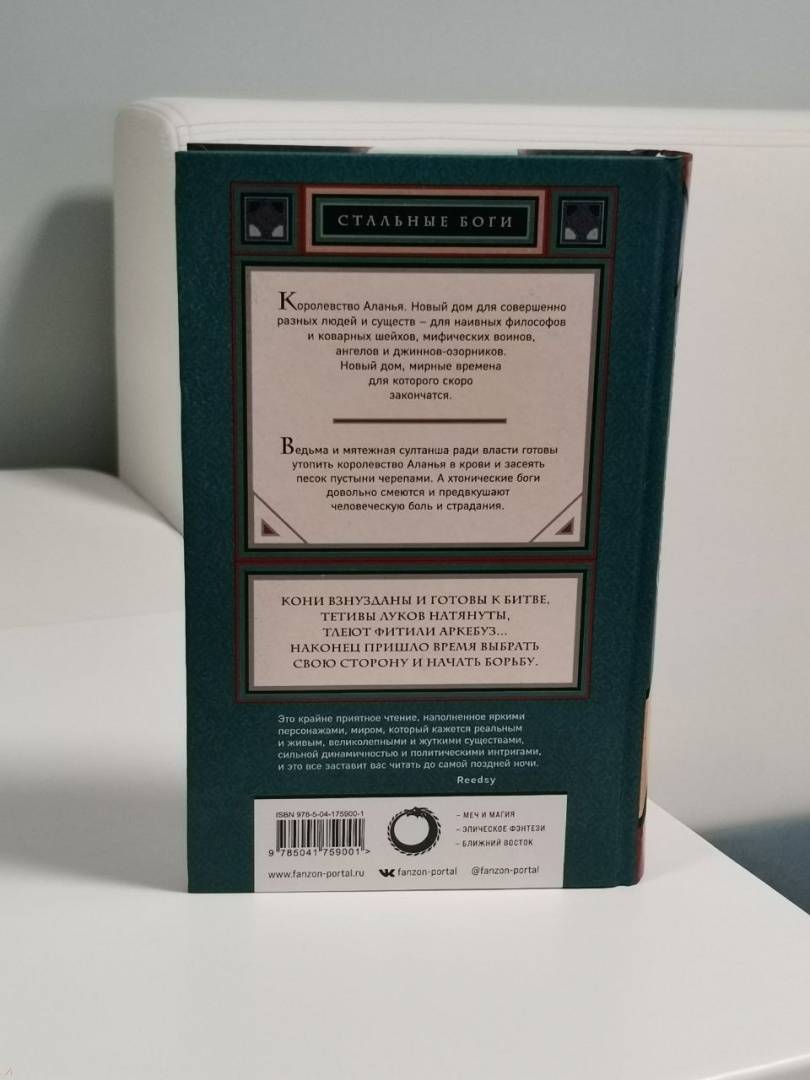 СТАЛЬНЫЕ БОГИ
Королевство Аланья. Новый дом для совершенно
разных людей и существ – для наивных философов
и коварных шейхов, мифических воинов,
ангелов и джиннов-озорников.
Новый дом, мирные времена
для которого скоро
закончатся.
Ведьма и мятежная султанша ради власти готовы
утопить королевство Аланья в крови и засеять
песок пустыни черепами. А хтонические боги
довольно смеются и предвкушают
человеческую боль и страдания.
КОНИ ВЗНУЗДАНЫ И ГОТОВЫ К БИТВЕ,
ТЕТИВЫ ЛУКОВ НАТЯНУТЫ,
ТЛЕЮТ ФИТИЛИ АРКЕБУЗ...
НАКОНЕЦ ПРИШЛО ВРЕМЯ ВЫБРАТЬ
СВОЮ СТОРОНУ И НАЧАТЬ БОРЬБУ.
Это крайне приятное чтение, наполненное яркими
персонажами, миром, который кажется реальным
и живым, великолепными и жуткими существами,
сильной динамичностью и политическими интригами,
и это все заставит вас читать до самой поздней ночи.
Reedsy
ISBN 978-5-04-175900-1
9 785041 759001 >
– МЕЧ И МАГИЯ
– ЭПИЧЕСКОЕ ФЭНТЕЗИ
– БЛИЖНИЙ ВОСТОК
www.fanzon-portal.ru fanzon-portal @fanzon-portal